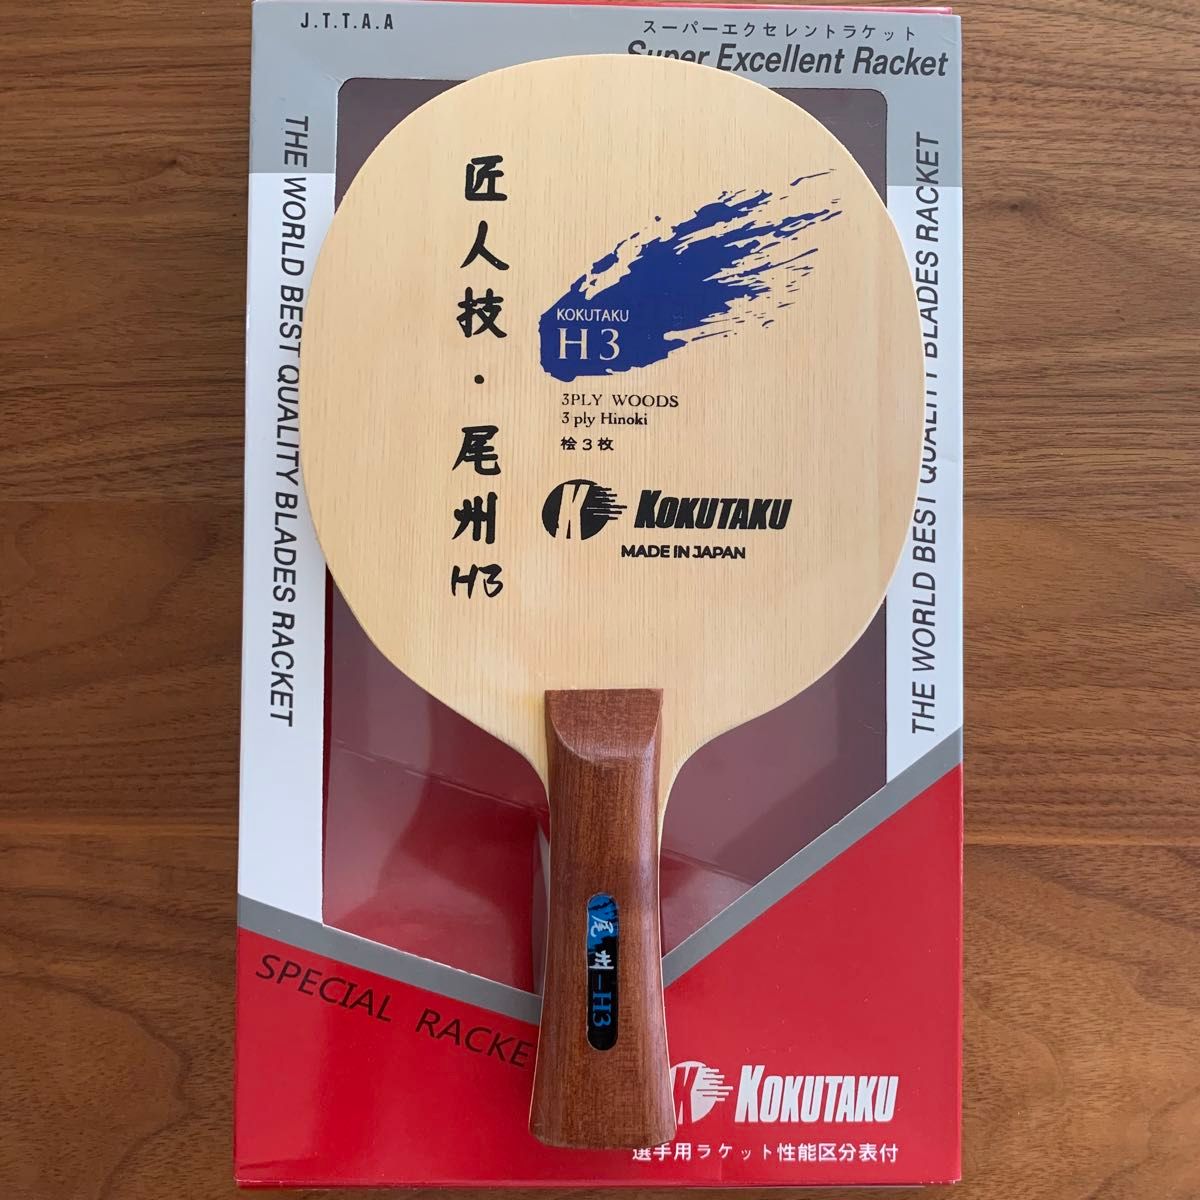 J.T.T.A.A
スーパーエクセレントラケット
Super Excellent Racket
THE WORLD BEST QUALITY BLADES RACKET
匠人技・尾州H3
KOKUTAKU
H3
3PLY WOODS
3 ply Hinoki
桧3枚
KOKUTAKU
MADE IN JAPAN
THE WORLD BEST QUALITY BLADES RACKET
H3
SPECIAL RACKE
KOKUTAKU
選手用ラケット性能区分表付